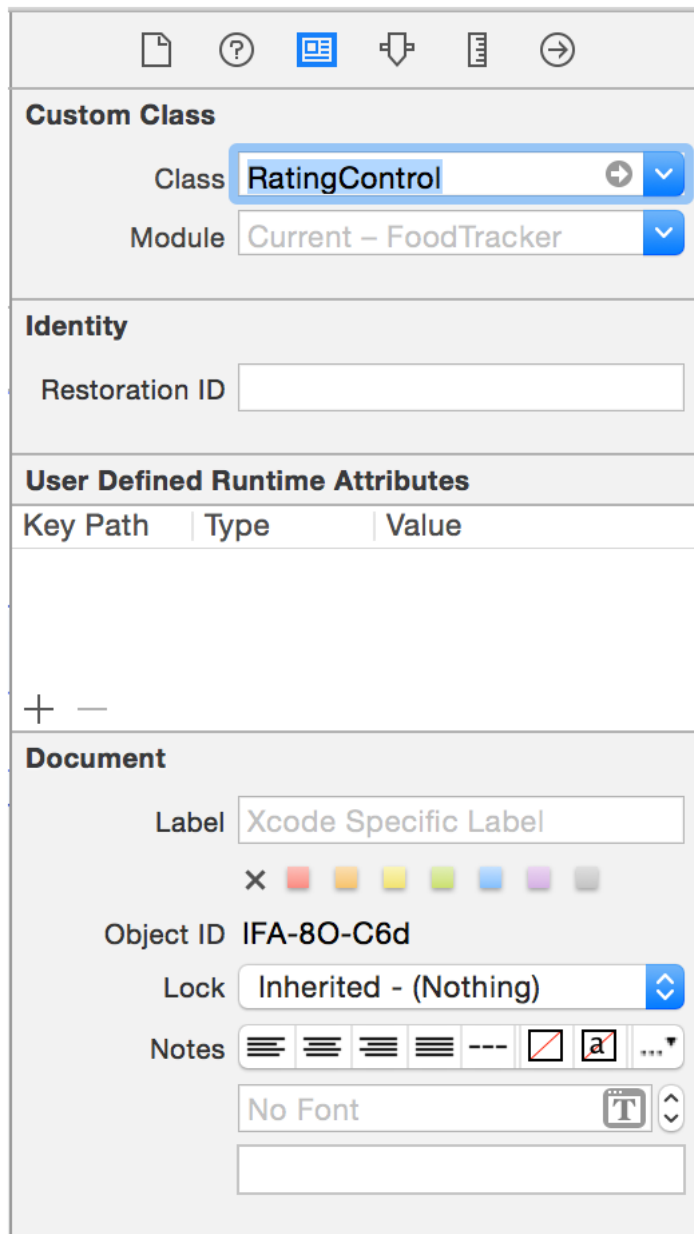 Custom Class
Class RatingControl
Module Current – FoodTracker
Identity
Restoration ID
User Defined Runtime Attributes
Key Path Type Value
Document
Label Xcode Specific Label
Object ID IFA-8O-C6d
Lock Inherited - (Nothing)
Notes
No Font